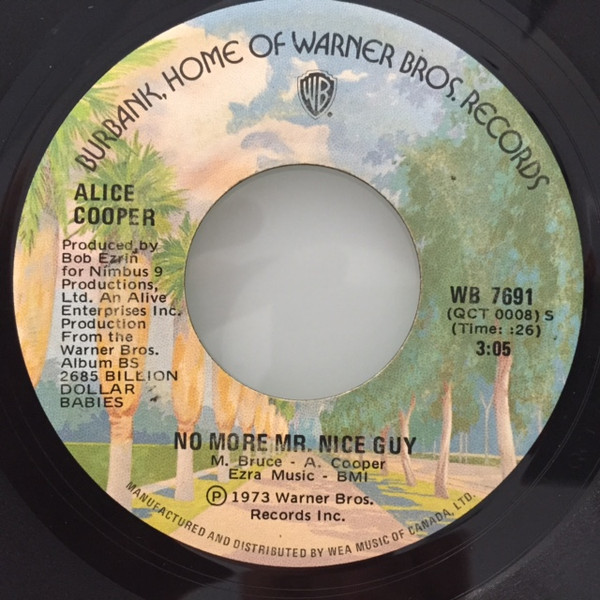 BURBANK, HOME OF WARNER BROS. RECORDS
WB
ALICE
COOPER
Produced by
Bob Ezrin
for Nimbus 9
Productions,
Ltd. An Alive
Enterprises Inc.
Production
From the
Warner Bros.
Album BS
2685 BILLION
DOLLAR
BABIES
WB 7691
(QCT 0008) S
(Time: :26)
3:05
NO MORE MR. NICE GUY
M. Bruce - A. Cooper
Ezra Music - BMI
Ⓟ 1973 Warner Bros.
Records Inc.
MANUFACTURED AND DISTRIBUTED BY WEA MUSIC OF CANADA, LTD.